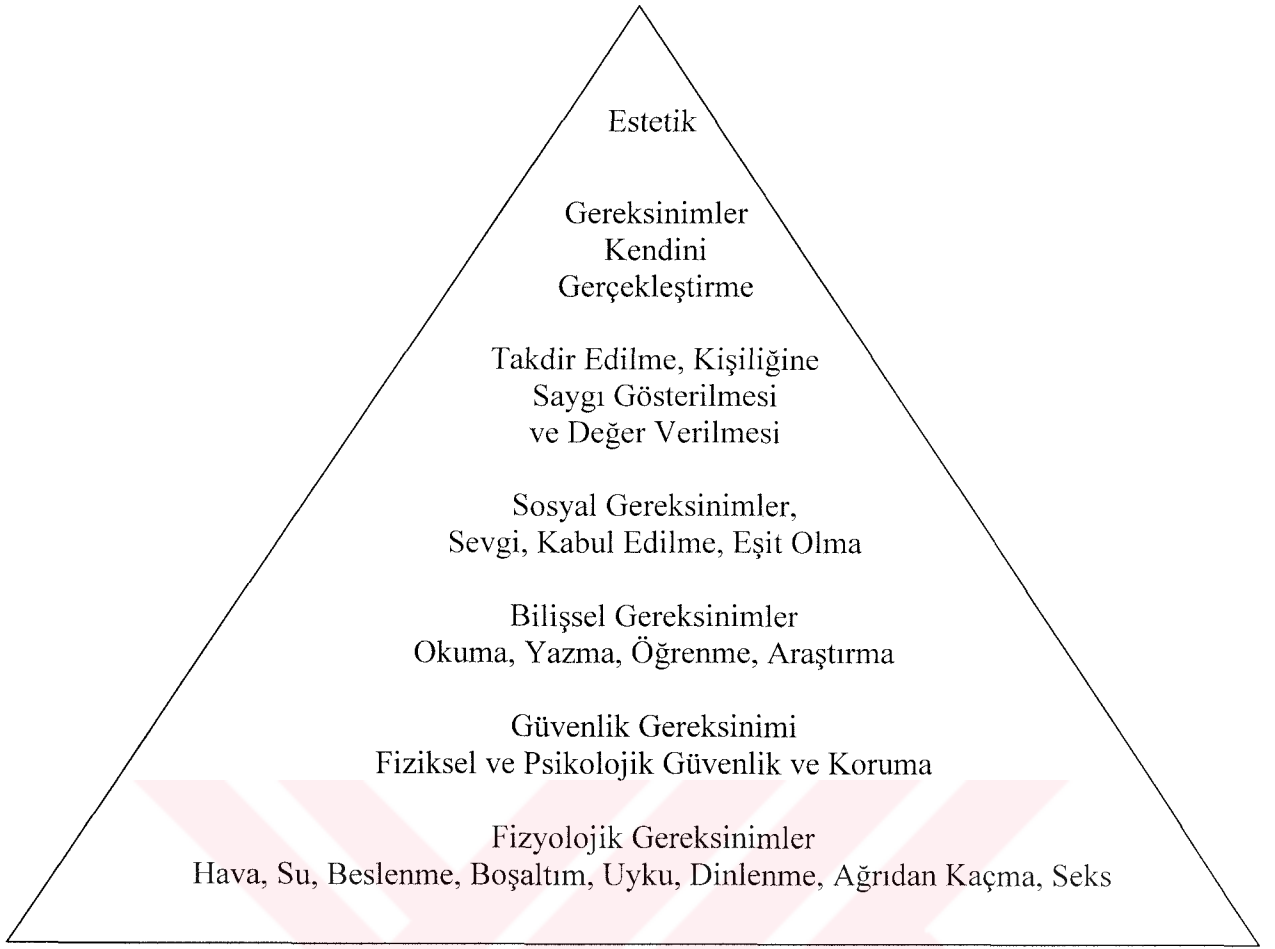 Estetik
Gereksinimler
Kendini
Gerçekleştirme
Takdir Edilme, Kişiliğine
Saygı Gösterilmesi
ve Değer Verilmesi
Sosyal Gereksinimler,
Sevgi, Kabul Edilme, Eşit Olma
Bilişsel Gereksinimler
Okuma, Yazma, Öğrenme, Araştırma
Güvenlik Gereksinimi
Fiziksel ve Psikolojik Güvenlik ve Koruma
Fizyolojik Gereksinimler
Hava, Su, Beslenme, Boşaltım, Uyku, Dinlenme, Ağrıdan Kaçma, Seks